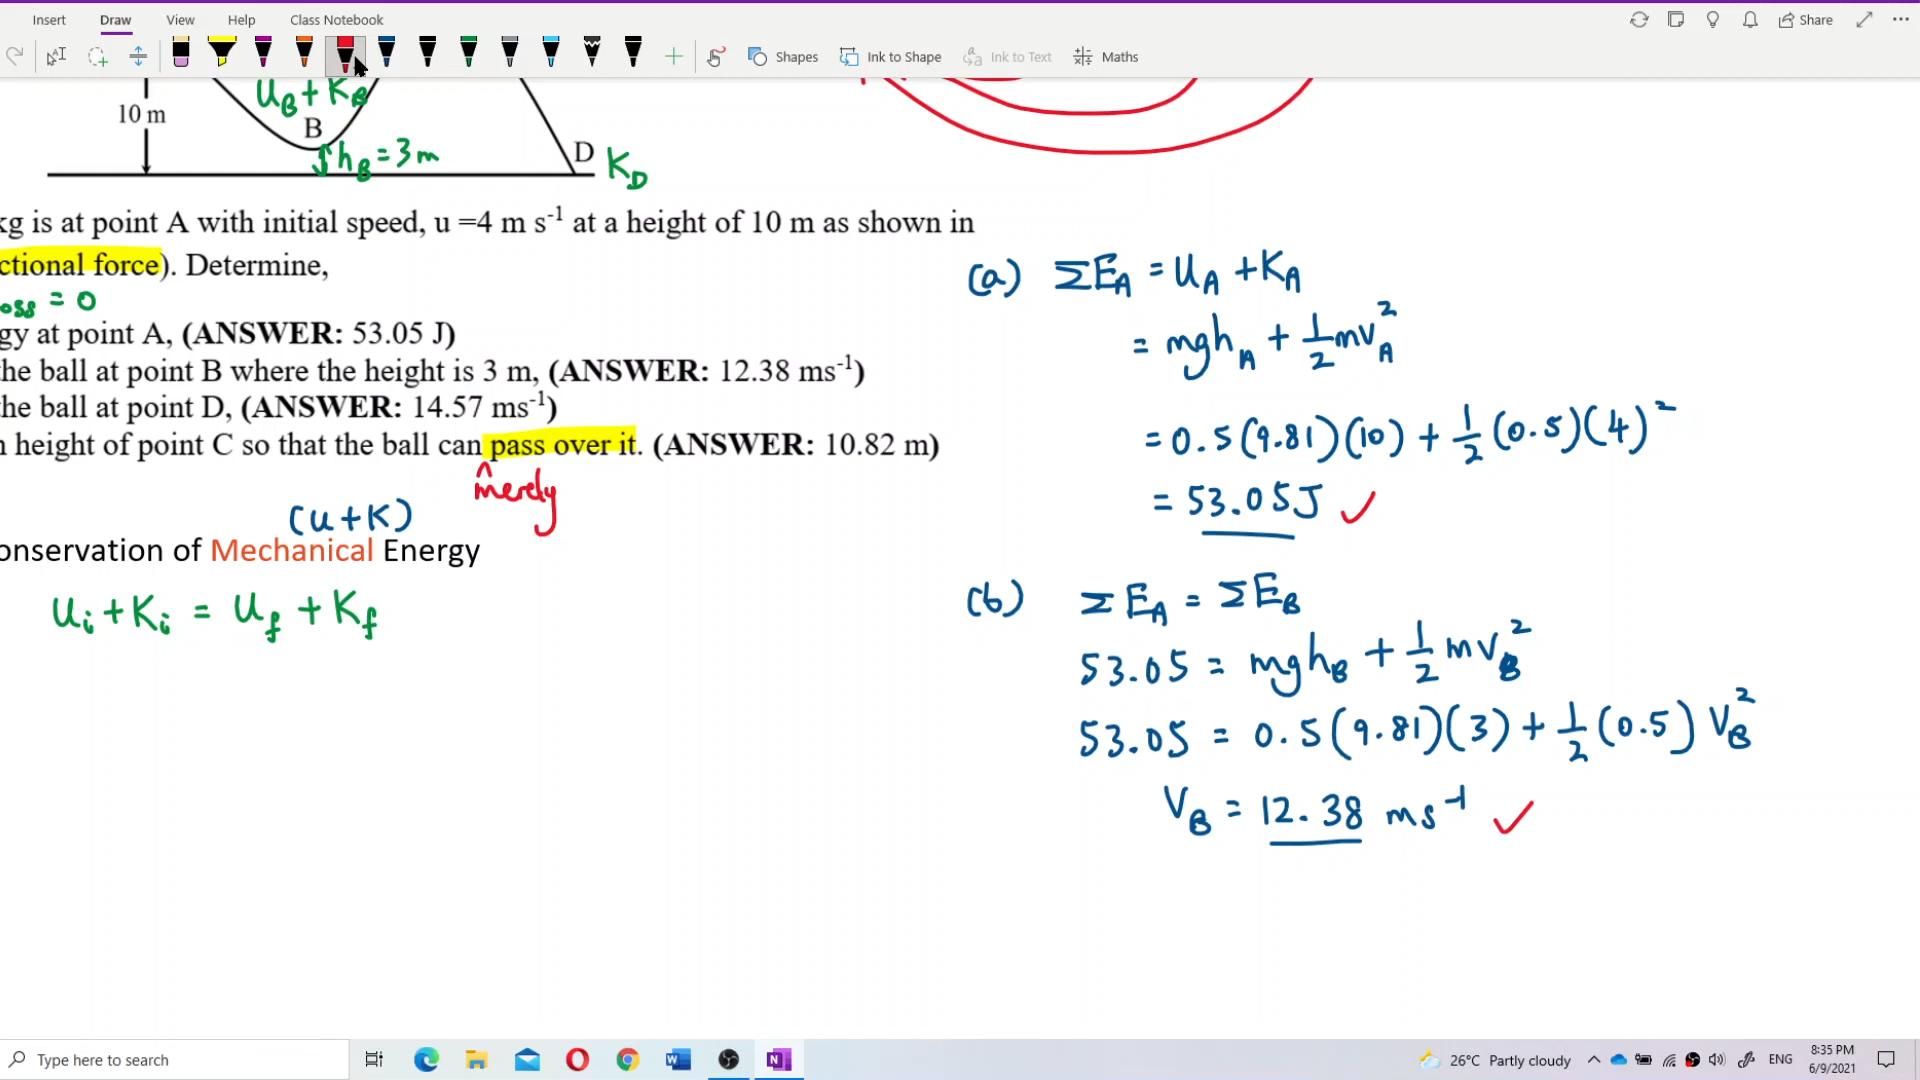 Insert Draw View Help Class Notebook Share
Shapes Ink to Shape Ink to Text Maths
U_B + K_B
10 m
B
h_B = 3 m
D K_D
kg is at point A with initial speed, u =4 m s⁻¹ at a height of 10 m as shown in
ctional force). Determine,
oss = 0
gy at point A, (ANSWER: 53.05 J)
he ball at point B where the height is 3 m, (ANSWER: 12.38 ms⁻¹)
he ball at point D, (ANSWER: 14.57 ms⁻¹)
height of point C so that the ball can pass over it. (ANSWER: 10.82 m)
^
merely
(U+K)
onservation of Mechanical Energy
U_i + K_i = U_f + K_f
(a) ΣE_A = U_A + K_A
= mgh_A + 1/2 mv_A²
= 0.5(9.81)(10) + 1/2 (0.5)(4)²
= 53.05J ✓
(b) ΣE_A = ΣE_B
53.05 = mgh_B + 1/2 mv_B²
53.05 = 0.5(9.81)(3) + 1/2 (0.5) V_B²
V_B = 12.38 ms⁻¹ ✓
Type here to search
26°C Partly cloudy ENG 8:35 PM
6/9/2021